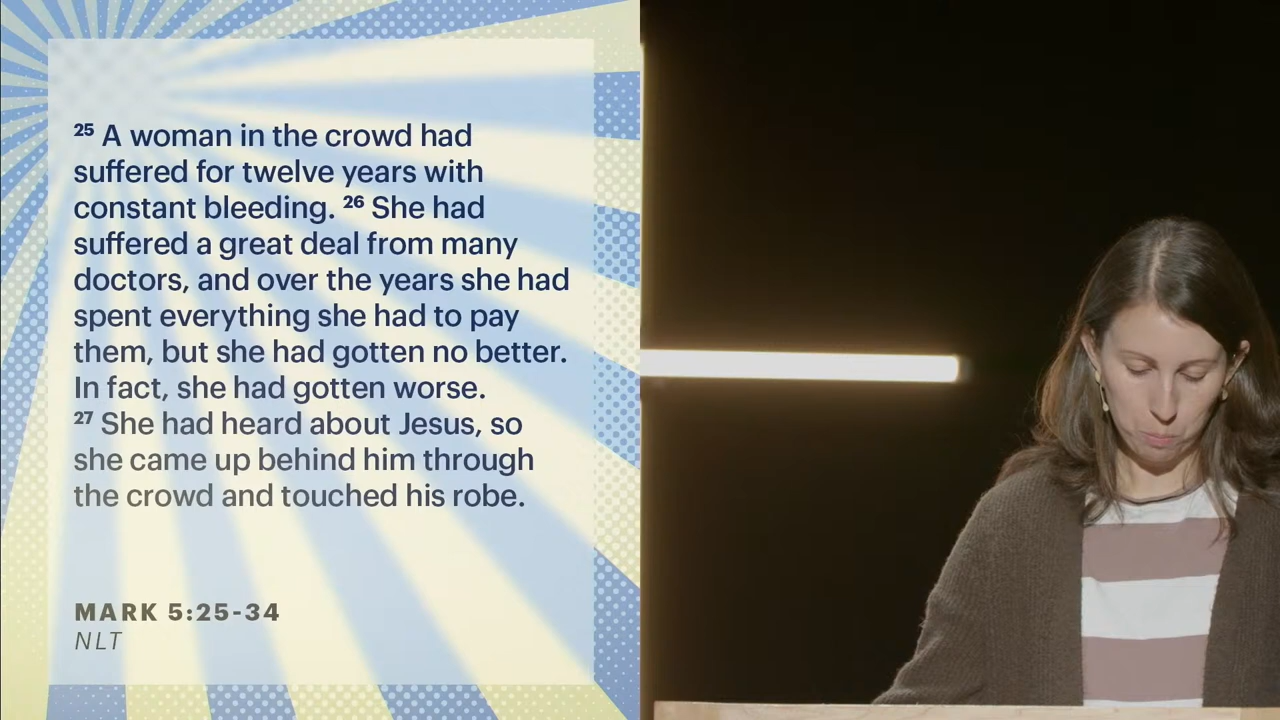 ²⁵ A woman in the crowd had
suffered for twelve years with
constant bleeding. ²⁶ She had
suffered a great deal from many
doctors, and over the years she had
spent everything she had to pay
them, but she had gotten no better.
In fact, she had gotten worse.
²⁷ She had heard about Jesus, so
she came up behind him through
the crowd and touched his robe.
MARK 5:25-34
NLT